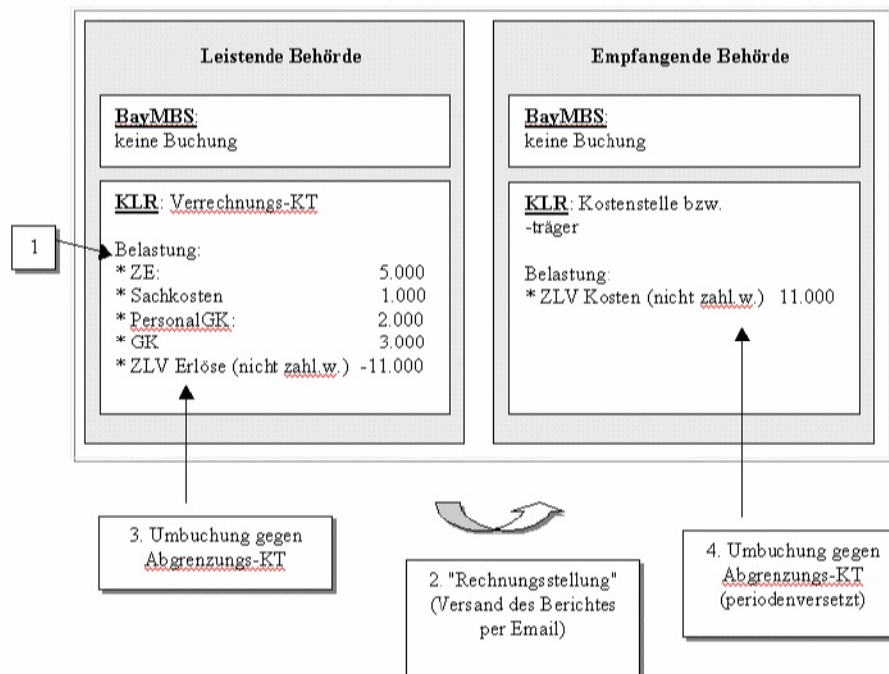 Leistende Behörde
BayMBS:
keine Buchung
KLR: Verrechnungs-KT
1
Belastung:
* ZE: 5.000
* Sachkosten 1.000
* PersonalGK: 2.000
* GK 3.000
* ZLV Erlöse (nicht zahl.w.) -11.000
Empfangende Behörde
BayMBS:
keine Buchung
KLR: Kostenstelle bzw.
-träger
Belastung:
* ZLV Kosten (nicht zahl.w.) 11.000
3. Umbuchung gegen
Abgrenzungs-KT
2. "Rechnungsstellung"
(Versand des Berichtes
per Email)
4. Umbuchung gegen
Abgrenzungs-KT
(periodenversetzt)